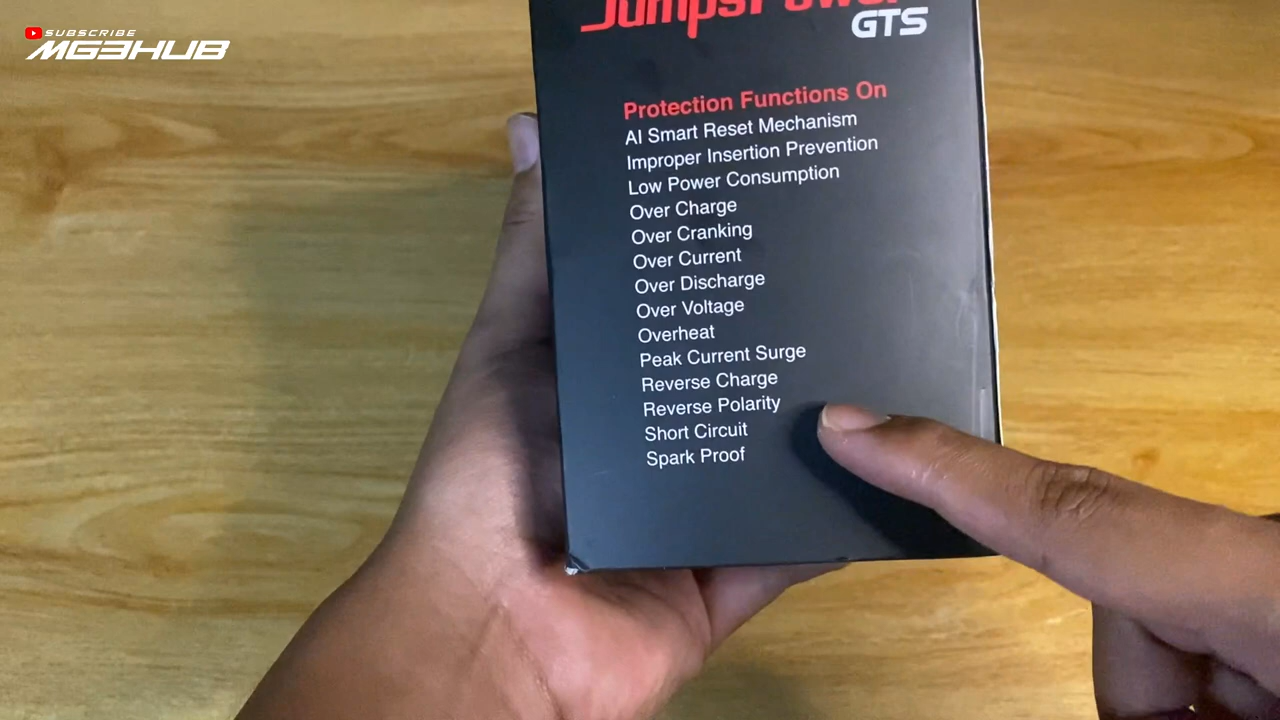 SUBSCRIBE
MG3HUB
JumpsPower
GTS
Protection Functions On
AI Smart Reset Mechanism
Improper Insertion Prevention
Low Power Consumption
Over Charge
Over Cranking
Over Current
Over Discharge
Over Voltage
Overheat
Peak Current Surge
Reverse Charge
Reverse Polarity
Short Circuit
Spark Proof